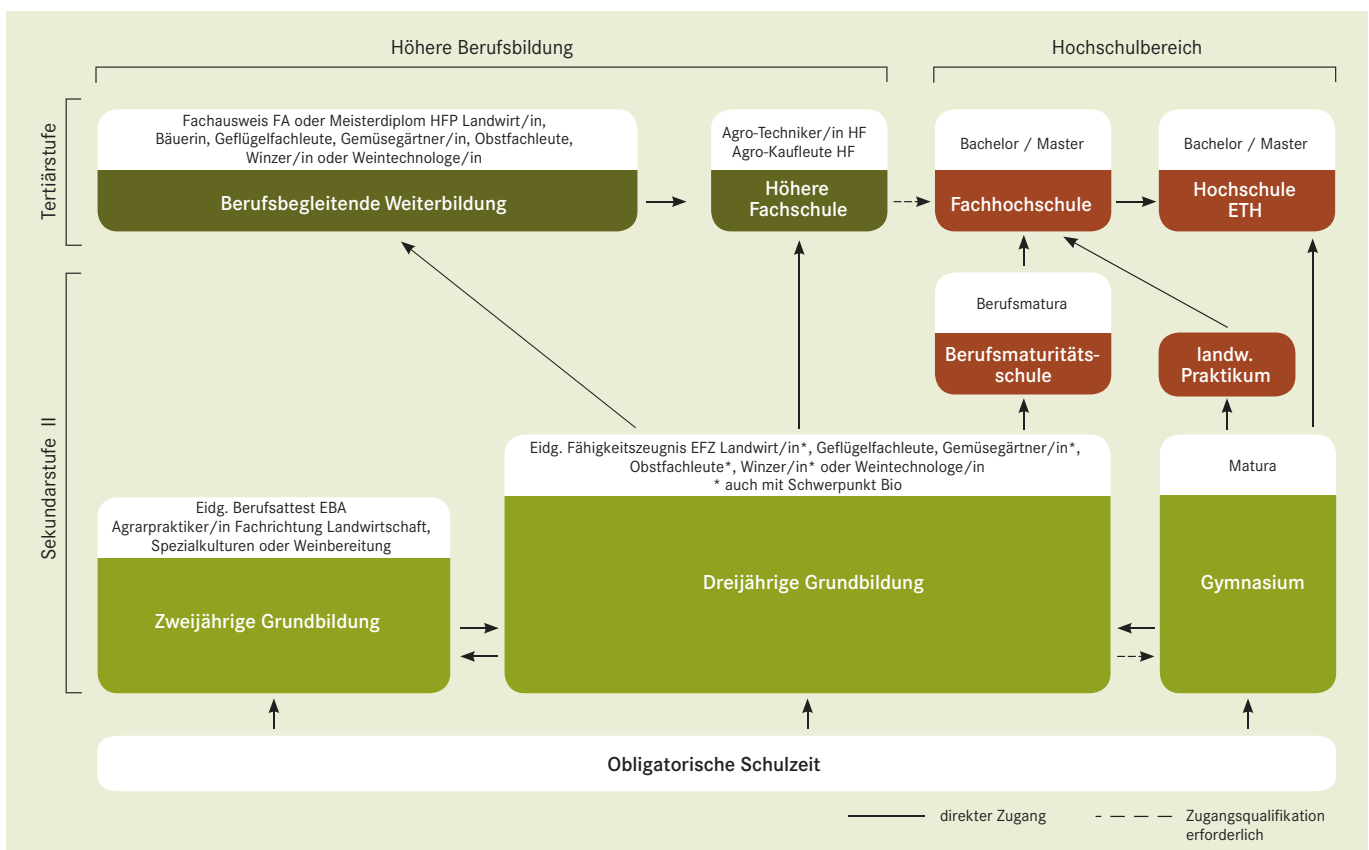 Höhere Berufsbildung
Hochschulbereich
Tertiärstufe
Fachausweis FA oder Meisterdiplom HFP Landwirt/in,
Bäuerin, Geflügelfachleute, Gemüsegärtner/in, Obstfachleute,
Winzer/in oder Weintechnologe/in
Berufsbegleitende Weiterbildung
Agro-Techniker/in HF
Agro-Kaufleute HF
Höhere
Fachschule
Bachelor / Master
Fachhochschule
Bachelor / Master
Hochschule
ETH
Sekundarstufe II
Berufsmatura
Berufsmaturitäts-
schule
landw.
Praktikum
Eidg. Berufsattest EBA
Agrarpraktiker/in Fachrichtung Landwirtschaft,
Spezialkulturen oder Weinbereitung
Zweijährige Grundbildung
Eidg. Fähigkeitszeugnis EFZ Landwirt/in*, Geflügelfachleute, Gemüsegärtner/in*,
Obstfachleute*, Winzer/in* oder Weintechnologe/in
* auch mit Schwerpunkt Bio
Dreijährige Grundbildung
Matura
Gymnasium
Obligatorische Schulzeit
direkter Zugang
Zugangsqualifikation
erforderlich